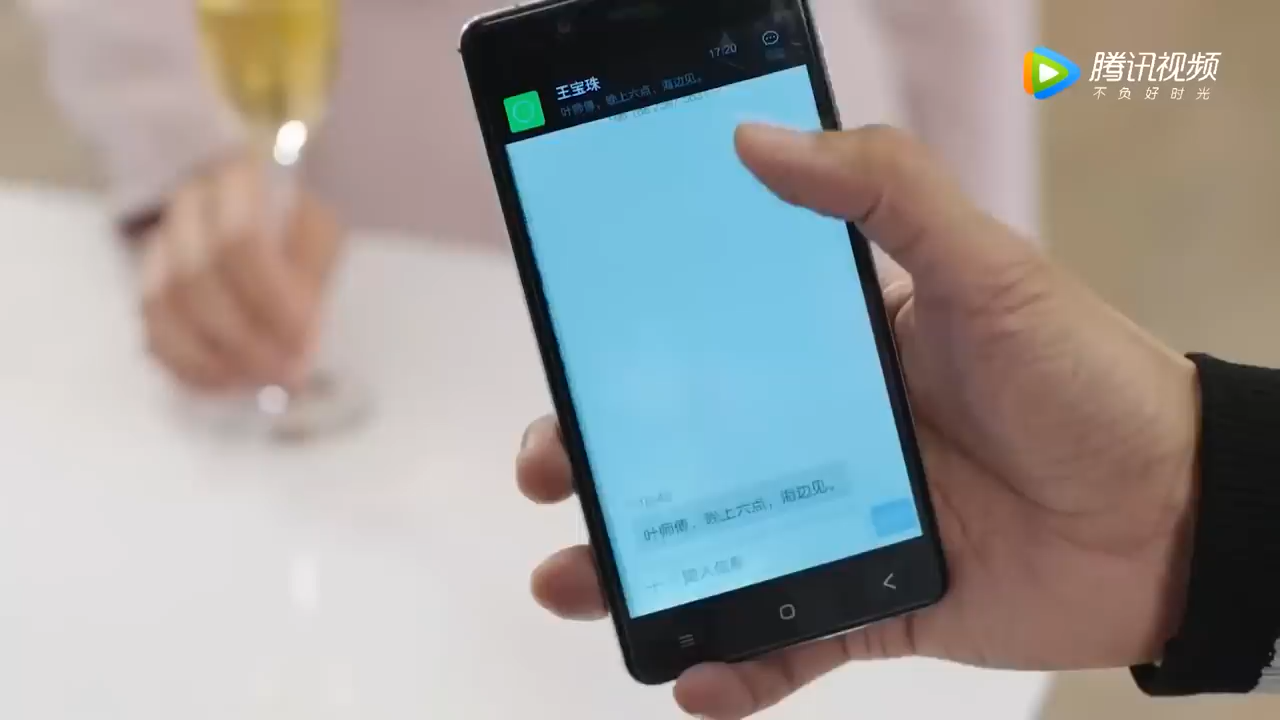 腾讯视频
不负好时光
17:20
王宝珠
叶师傅，晚上六点，海边见。
叶师傅，晚上六点，海边见。